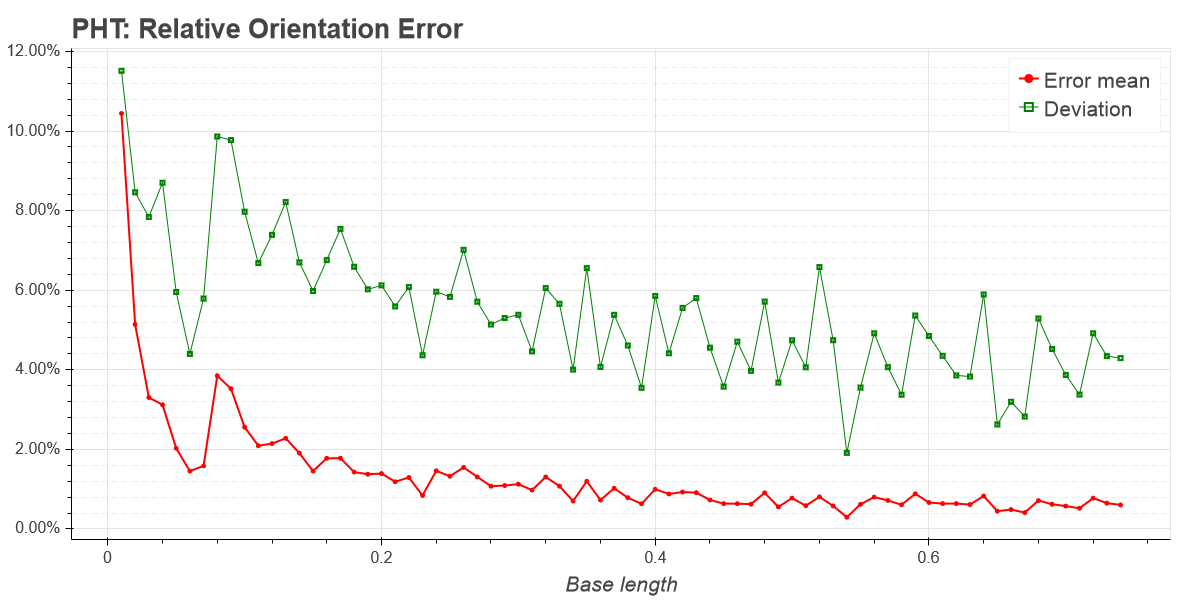 PHT: Relative Orientation Error
12.00%
10.00%
8.00%
6.00%
4.00%
2.00%
0.00%
Error mean
Deviation
0 0.2 0.4 0.6
Base length